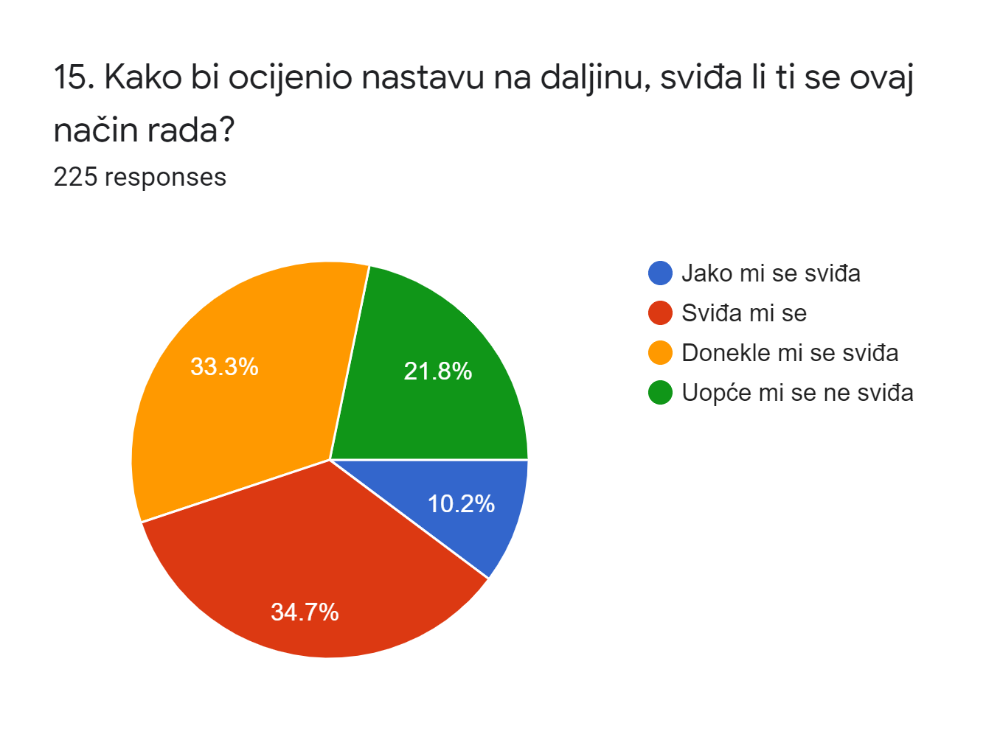 15. Kako bi ocijenio nastavu na daljinu, sviđa li ti se ovaj
način rada?
225 responses
33.3%
21.8%
10.2%
34.7%
Jako mi se sviđa
Sviđa mi se
Donekle mi se sviđa
Uopće mi se ne sviđa